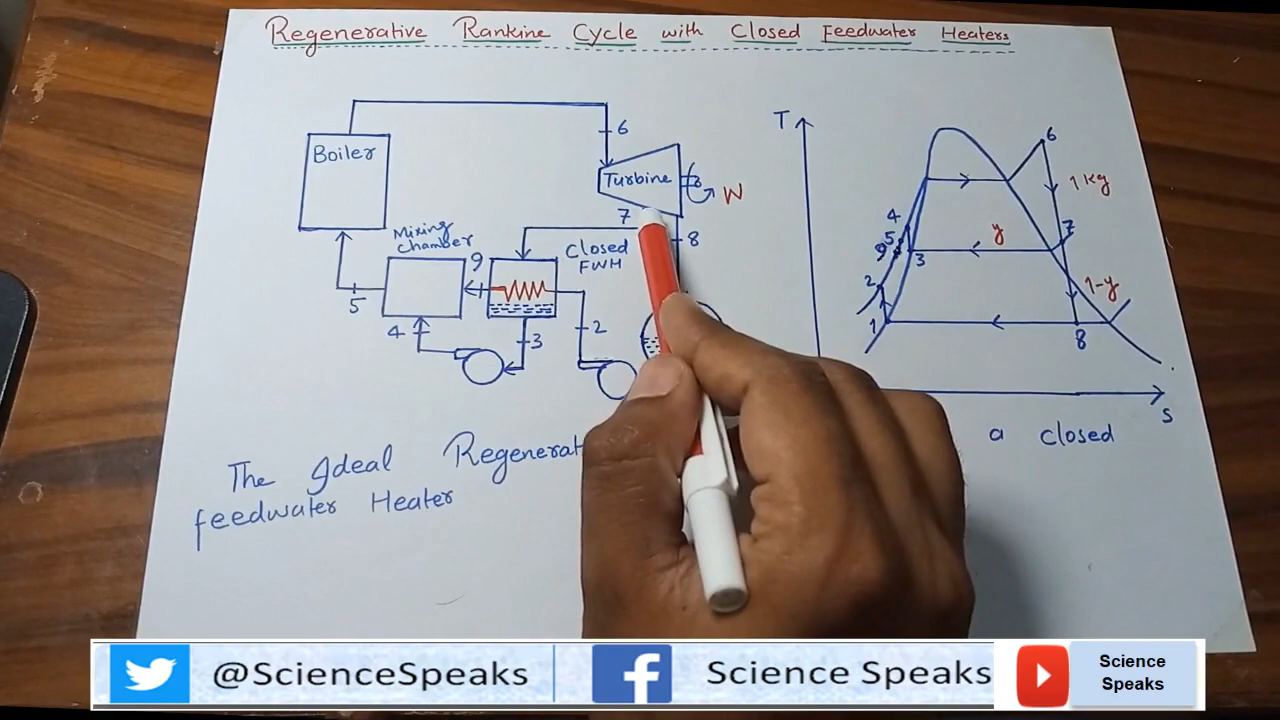 Regenerative Rankine Cycle with Closed Feedwater Heaters
Boiler
6
Turbine
W
7
8
Mixing
chamber
9
Closed
FWH
5
4
3
2
T
6
1 kg
4
5
9
3
y
7
2
1-y
1
8
S
The Ideal Regenerat
a closed
feedwater Heater
@ScienceSpeaks
Science Speaks
Science
Speaks